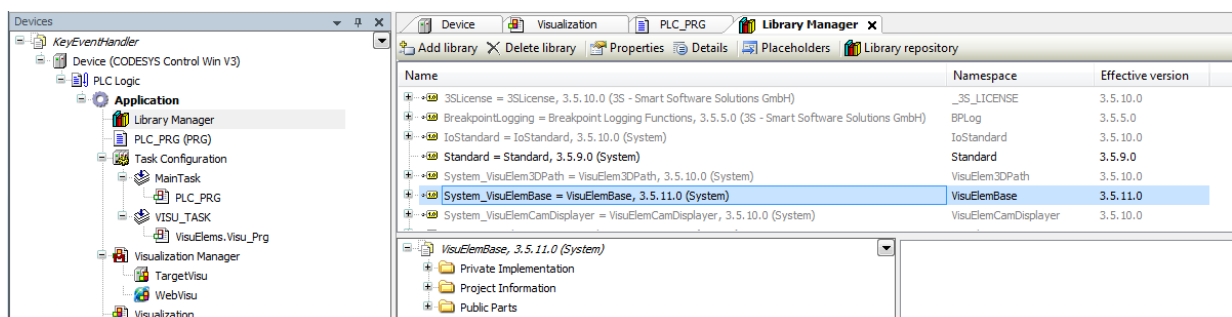 Devices
KeyEventHandler
Device (CODESYS Control Win V3)
PLC Logic
Application
Library Manager
PLC_PRG (PRG)
Task Configuration
MainTask
PLC_PRG
VISU_TASK
VisuElems.Visu_Prg
Visualization Manager
TargetVisu
WebVisu
Visualization
Device Visualization PLC_PRG Library Manager
Add library Delete library Properties Details Placeholders Library repository
Name Namespace Effective version
3SLicense = 3SLicense, 3.5.10.0 (3S - Smart Software Solutions GmbH) _3S_LICENSE 3.5.10.0
BreakpointLogging = Breakpoint Logging Functions, 3.5.5.0 (3S - Smart Software Solutions GmbH) BPLog 3.5.5.0
IoStandard = IoStandard, 3.5.10.0 (System) IoStandard 3.5.10.0
Standard = Standard, 3.5.9.0 (System) Standard 3.5.9.0
System_VisuElem3DPath = VisuElem3DPath, 3.5.10.0 (System) VisuElem3DPath 3.5.10.0
System_VisuElemBase = VisuElemBase, 3.5.11.0 (System) VisuElemBase 3.5.11.0
System_VisuElemCamDisplayer = VisuElemCamDisplayer, 3.5.10.0 (System) VisuElemCamDisplayer 3.5.10.0
VisuElemBase, 3.5.11.0 (System)
Private Implementation
Project Information
Public Parts